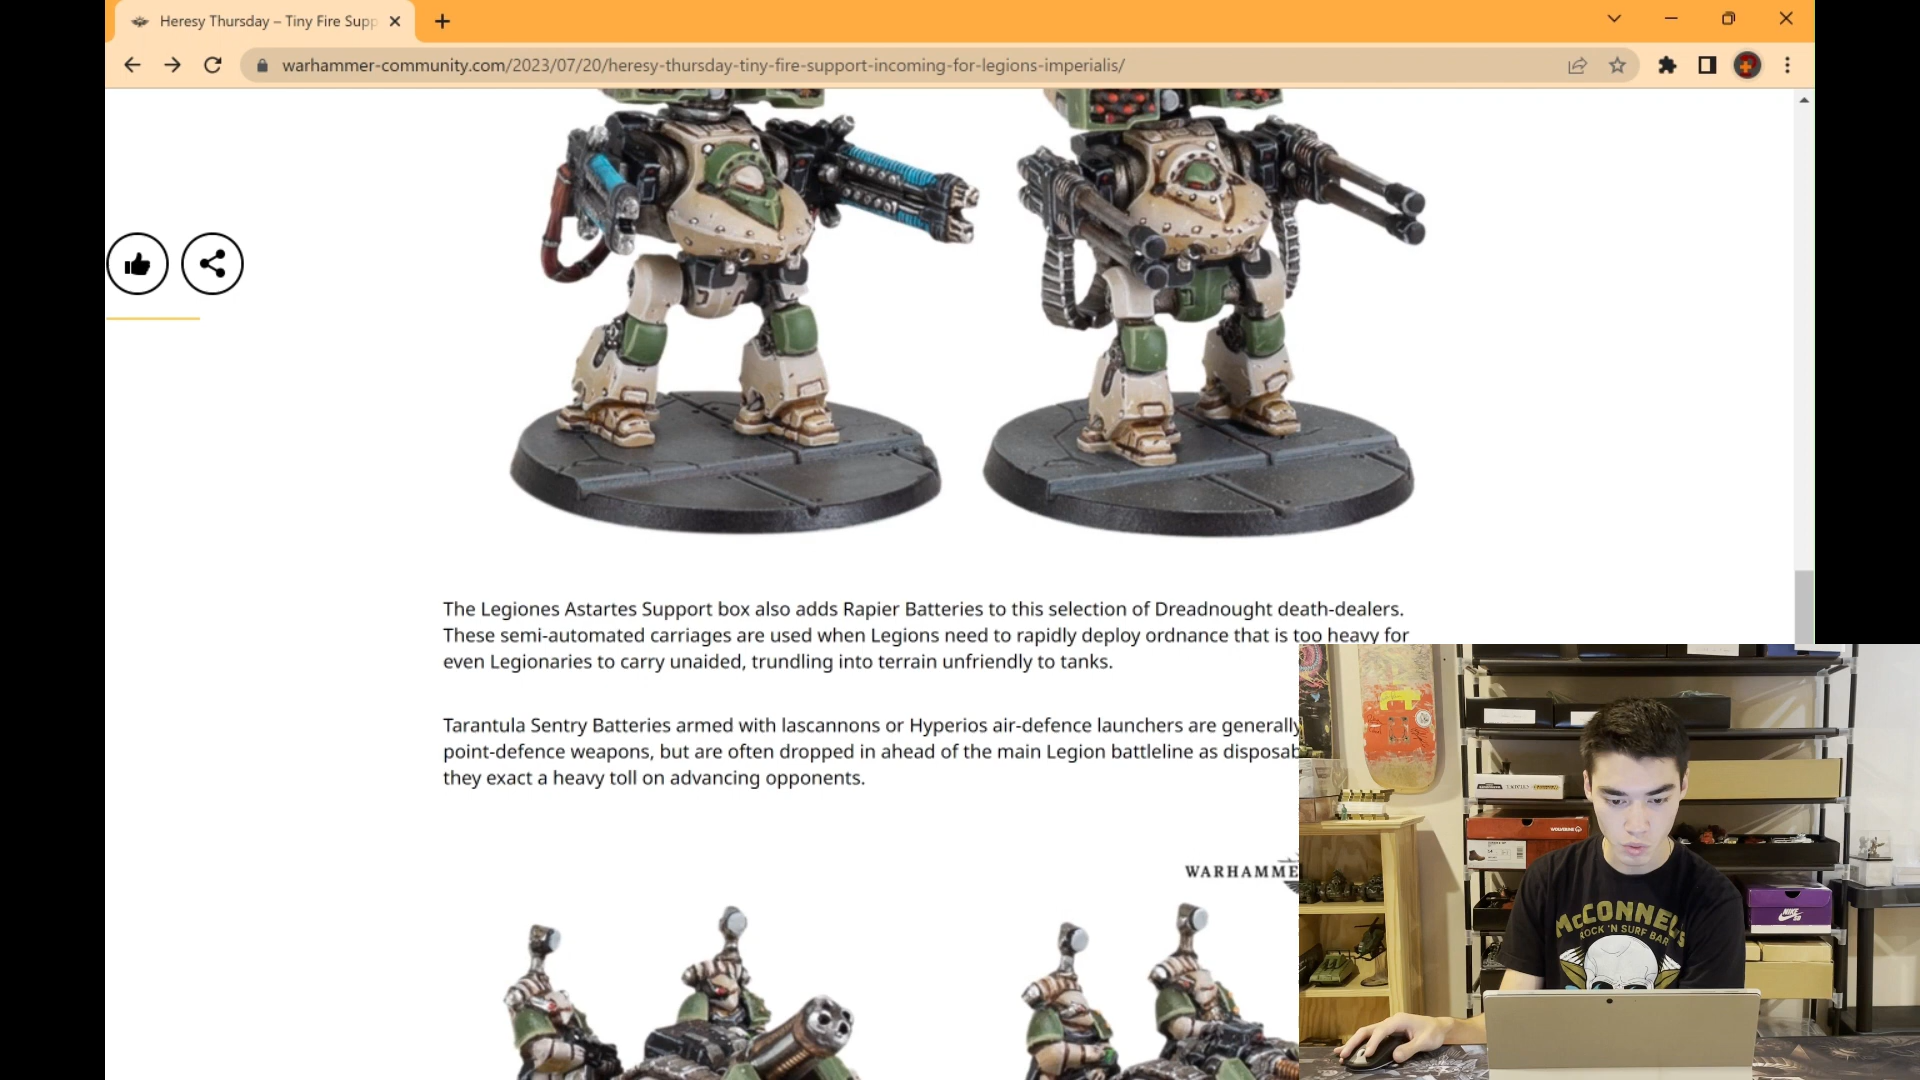 Heresy Thursday – Tiny Fire Supp
warhammer-community.com/2023/07/20/heresy-thursday-tiny-fire-support-incoming-for-legions-imperialis/
The Legiones Astartes Support box also adds Rapier Batteries to this selection of Dreadnought death-dealers.
These semi-automated carriages are used when Legions need to rapidly deploy ordnance that is too heavy for
even Legionaries to carry unaided, trundling into terrain unfriendly to tanks.
Tarantula Sentry Batteries armed with lascannons or Hyperios air-defence launchers are generally
point-defence weapons, but are often dropped in ahead of the main Legion battleline as disposab
they exact a heavy toll on advancing opponents.
WARHAMME
WOLVERINE
NIKE
McCONNELL'S
ROCK 'N SURF BAR